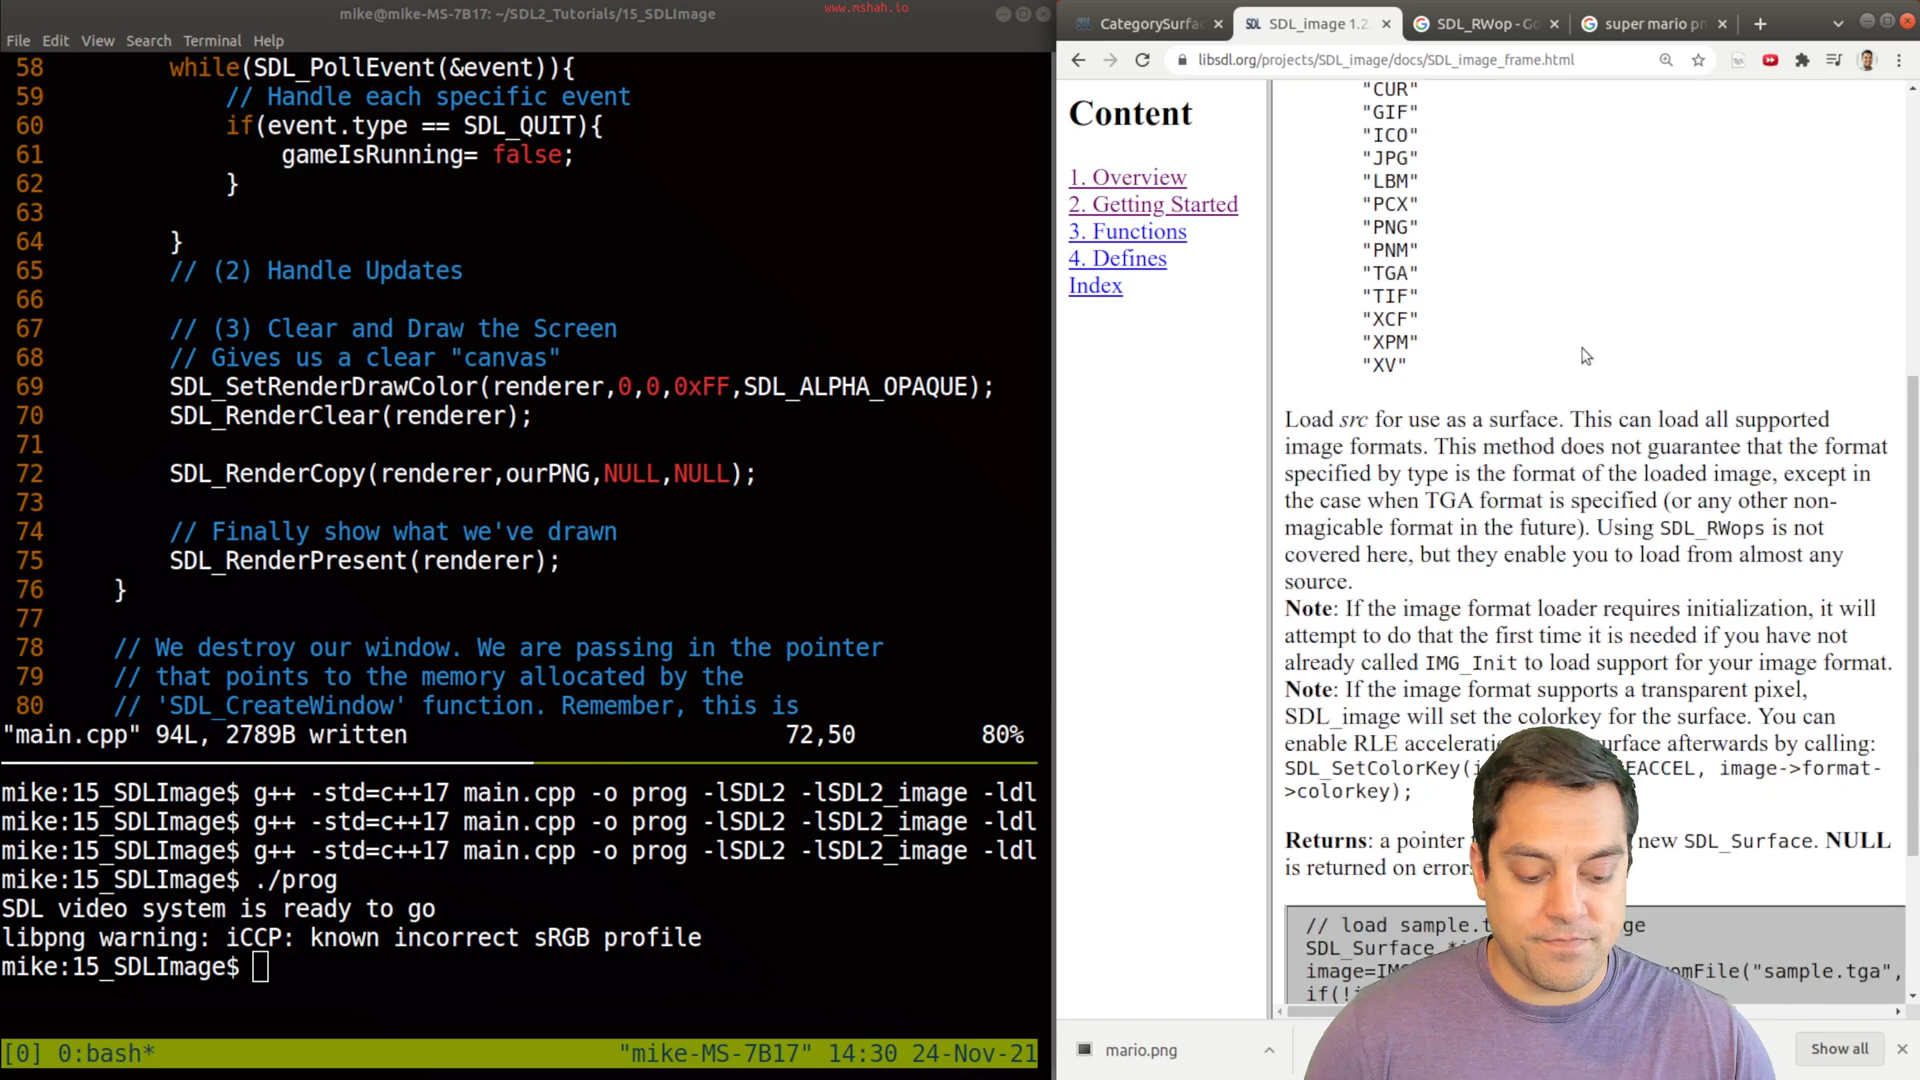 mike@mike-MS-7B17: ~/SDL2_Tutorials/15_SDLImage
www.mshah.io
File Edit View Search Terminal Help
58 while(SDL_PollEvent(&event)){
59 // Handle each specific event
60 if(event.type == SDL_QUIT){
61 gameIsRunning= false;
62 }
63
64 }
65 // (2) Handle Updates
66
67 // (3) Clear and Draw the Screen
68 // Gives us a clear "canvas"
69 SDL_SetRenderDrawColor(renderer,0,0,0xFF,SDL_ALPHA_OPAQUE);
70 SDL_RenderClear(renderer);
71
72 SDL_RenderCopy(renderer,ourPNG,NULL,NULL);
73
74 // Finally show what we've drawn
75 SDL_RenderPresent(renderer);
76 }
77
78 // We destroy our window. We are passing in the pointer
79 // that points to the memory allocated by the
80 // 'SDL_CreateWindow' function. Remember, this is
"main.cpp" 94L, 2789B written 72,50 80%
mike:15_SDLImage$ g++ -std=c++17 main.cpp -o prog -lSDL2 -lSDL2_image -ldl
mike:15_SDLImage$ g++ -std=c++17 main.cpp -o prog -lSDL2 -lSDL2_image -ldl
mike:15_SDLImage$ g++ -std=c++17 main.cpp -o prog -lSDL2 -lSDL2_image -ldl
mike:15_SDLImage$ ./prog
SDL video system is ready to go
libpng warning: iCCP: known incorrect sRGB profile
mike:15_SDLImage$
[0] 0:bash* "mike-MS-7B17" 14:30 24-Nov-21
CategorySurfa SDL_image 1.2. SDL_RWop - Go super mario pn
libsdl.org/projects/SDL_image/docs/SDL_image_frame.html
Content
1. Overview
2. Getting Started
3. Functions
4. Defines
Index
"CUR"
"GIF"
"ICO"
"JPG"
"LBM"
"PCX"
"PNG"
"PNM"
"TGA"
"TIF"
"XCF"
"XPM"
"XV"
Load src for use as a surface. This can load all supported
image formats. This method does not guarantee that the format
specified by type is the format of the loaded image, except in
the case when TGA format is specified (or any other non-
magicable format in the future). Using SDL_RWops is not
covered here, but they enable you to load from almost any
source.
Note: If the image format loader requires initialization, it will
attempt to do that the first time it is needed if you have not
already called IMG_Init to load support for your image format.
Note: If the image format supports a transparent pixel,
SDL_image will set the colorkey for the surface. You can
enable RLE accelerati urface afterwards by calling:
SDL_SetColorKey(i EACCEL, image->format-
>colorkey);
Returns: a pointer new SDL_Surface. NULL
is returned on error
// load sample.t ge
SDL_Surface *i
image=IM omFile("sample.tga",
if(!i
mario.png
Show all